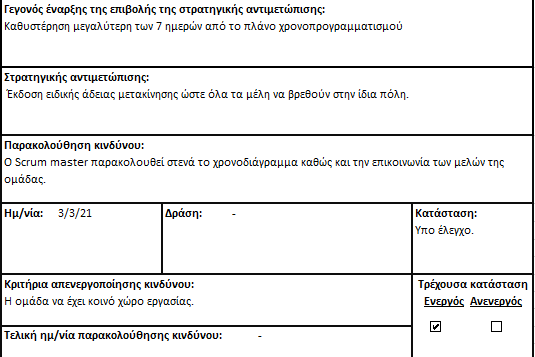 Γεγονός έναρξης της επιβολής της στρατηγικής αντιμετώπισης:
Καθυστέρηση μεγαλύτερη των 7 ημερών από το πλάνο χρονοπρογραμματισμού
Στρατηγικής αντιμετώπισης:
Έκδοση ειδικής άδειας μετακίνησης ώστε όλα τα μέλη να βρεθούν στην ίδια πόλη.
Παρακολούθηση κινδύνου:
Ο Scrum master παρακολουθεί στενά το χρονοδιάγραμμα καθώς και την επικοινωνία των μελών της
ομάδας.
Ημ/νία: 3/3/21 Δράση: - Κατάσταση:
Υπο έλεγχο.
Κριτήρια απενεργοποίησης κινδύνου: Τρέχουσα κατάσταση
Η ομάδα να έχει κοινό χώρο εργασίας. Ενεργός Ανενεργός
Τελική ημ/νία παρακολούθησης κινδύνου: -